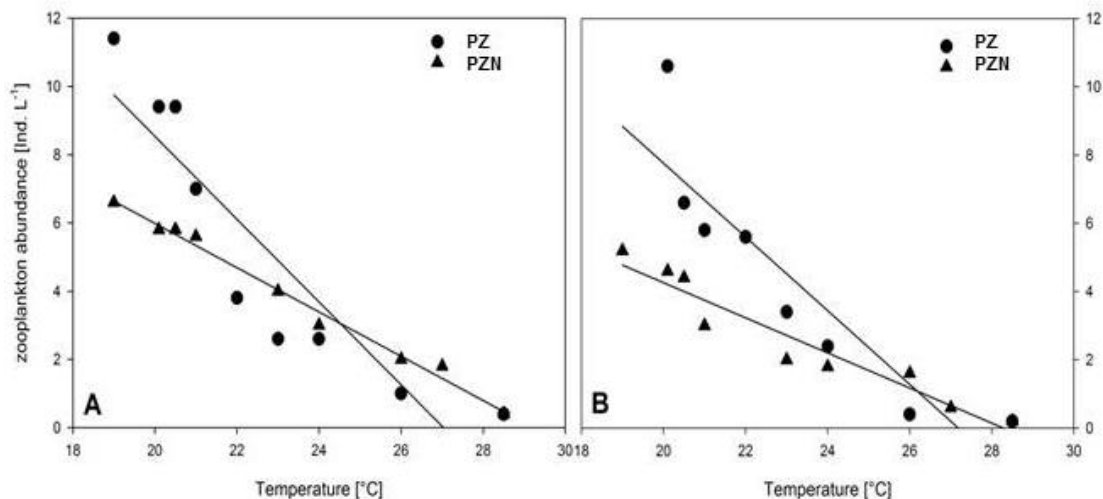 12
10
8
6
4
2
0
zooplankton abundance [Ind. L⁻¹]
PZ
PZN
A
18 20 22 24 26 28 30
Temperature [°C]
PZ
PZN
B
20 22 24 26 28 30
Temperature [°C]
12
10
8
6
4
2
0